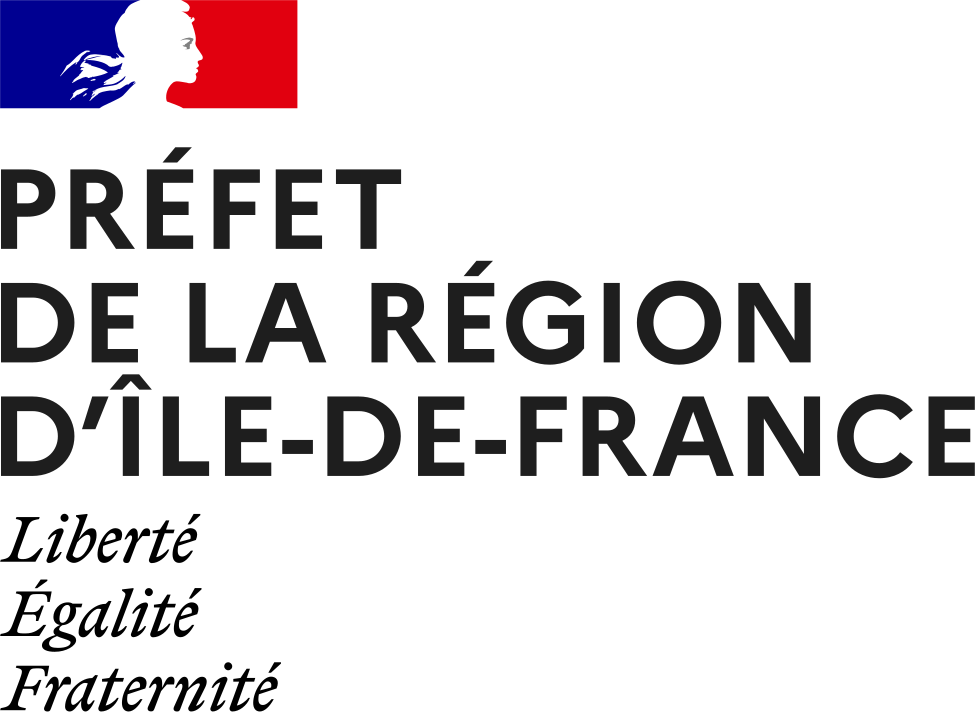 PRÉFET
DE LA RÉGION
D'ÎLE-DE-FRANCE
Liberté
Égalité
Fraternité